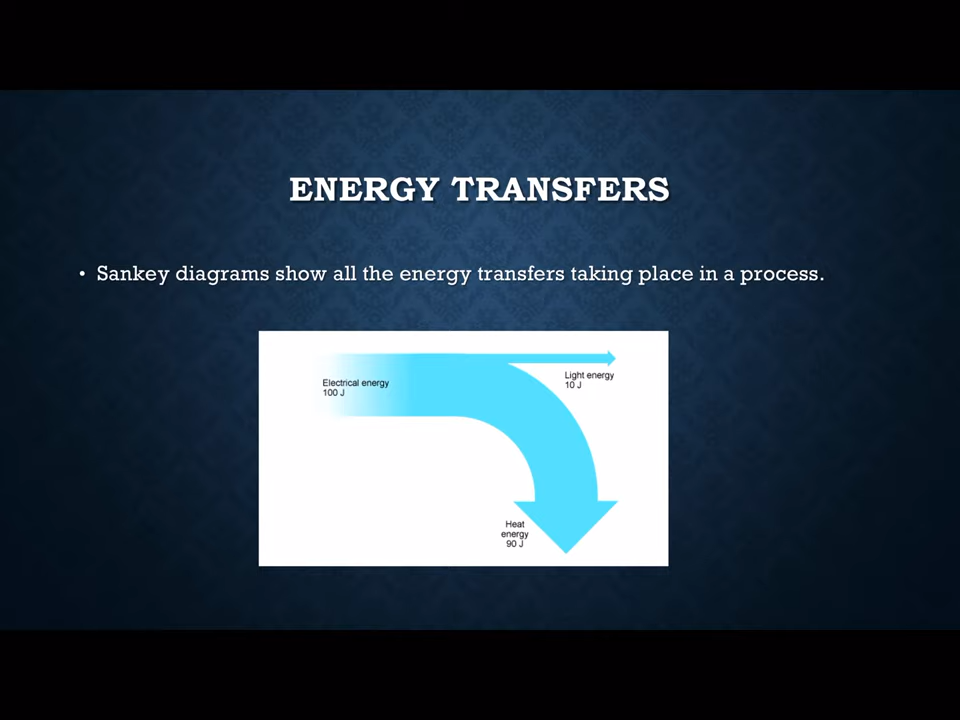 ENERGY TRANSFERS
• Sankey diagrams show all the energy transfers taking place in a process.
Electrical energy
100 J
Light energy
10 J
Heat
energy
90 J